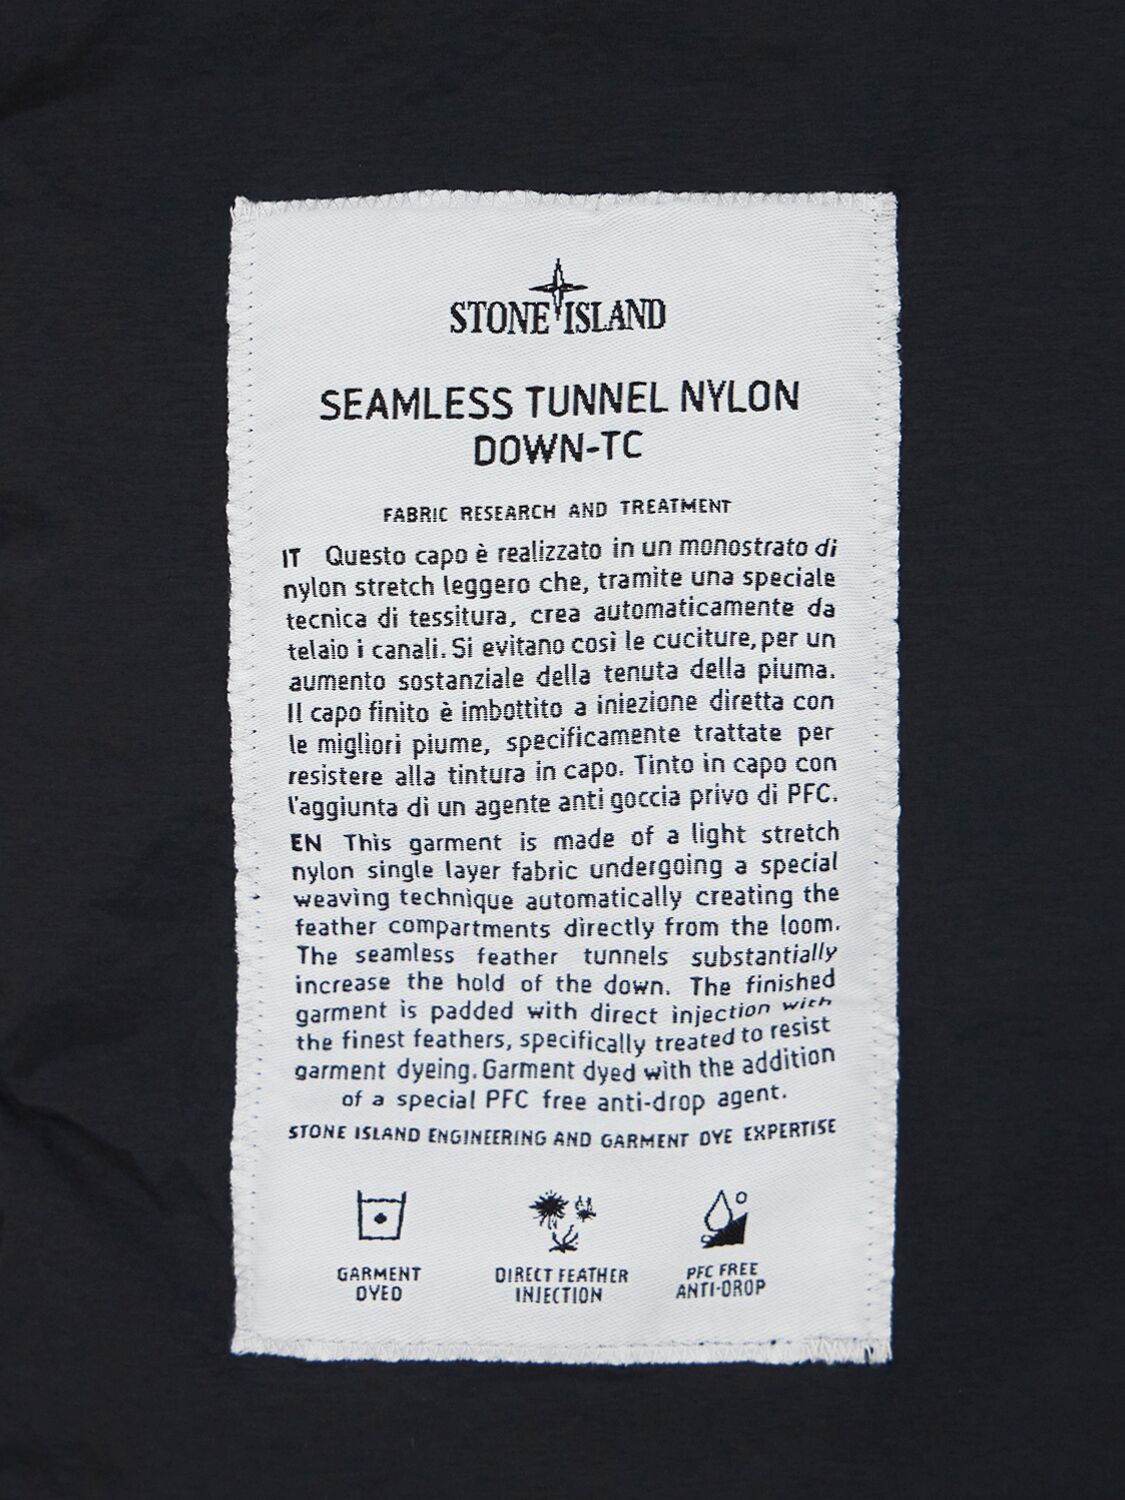 STONE ISLAND
SEAMLESS TUNNEL NYLON
DOWN-TC
FABRIC RESEARCH AND TREATMENT
IT Questo capo è realizzato in un monostrato di
nylon stretch leggero che, tramite una speciale
tecnica di tessitura, crea automaticamente da
telaio i canali. Si evitano così le cuciture, per un
aumento sostanziale della tenuta della piuma.
Il capo finito è imbottito a iniezione diretta con
le migliori piume, specificamente trattate per
resistere alla tintura in capo. Tinto in capo con
l'aggiunta di un agente anti goccia privo di PFC.
EN This garment is made of a light stretch
nylon single layer fabric undergoing a special
weaving technique automatically creating the
feather compartments directly from the loom.
The seamless feather tunnels substantially
increase the hold of the down. The finished
garment is padded with direct injection with
the finest feathers, specifically treated to resist
garment dyeing. Garment dyed with the addition
of a special PFC free anti-drop agent.
STONE ISLAND ENGINEERING AND GARMENT DYE EXPERTISE
GARMENT
DYED
DIRECT FEATHER
INJECTION
PFC FREE
ANTI-DROP